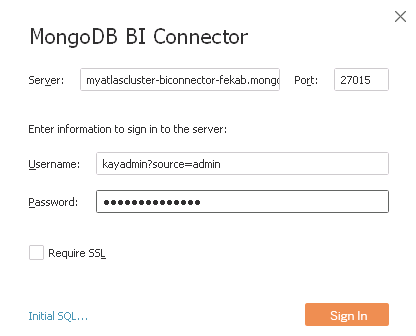 MongoDB BI Connector
Server: myatlascluster-biconnector-fekab.mongo Port: 27015
Enter information to sign in to the server:
Username: kayadmin?source=admin
Password: ••••••••••••••
Require SSL
Initial SQL... Sign In